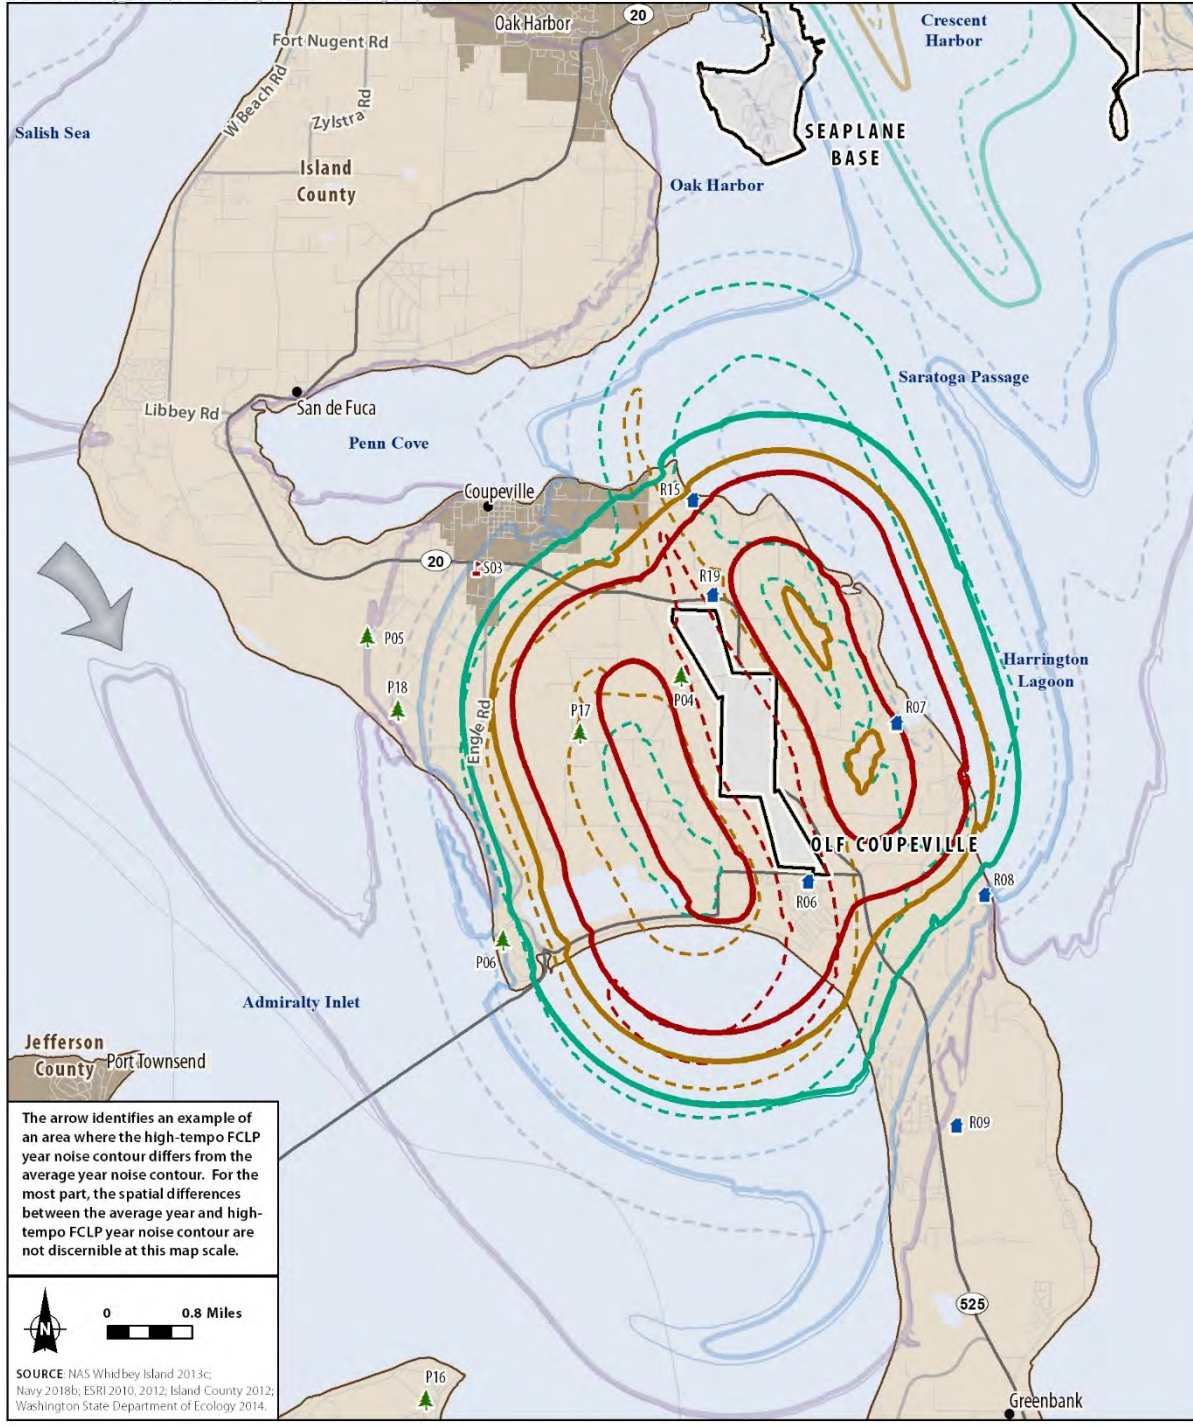 Oak Harbor
20
Crescent
Harbor
Fort Nugent Rd
W Beach Rd
Zylstra Rd
Salish Sea
SEAPLANE
BASE
Island
County
Oak Harbor
Saratoga Passage
San de Fuca
Libbey Rd
Penn Cove
Coupeville
R15
20
S03
R19
P05
Harrington
Lagoon
P18
P04
R07
P17
Engle Rd
OLF COUPEVILLE
R06
R08
P06
Admiralty Inlet
Jefferson
County
Port Townsend
R09
The arrow identifies an example of
an area where the high-tempo FCLP
year noise contour differs from the
average year noise contour. For the
most part, the spatial differences
between the average year and high-
tempo FCLP year noise contour are
not discernible at this map scale.
N
0 0.8 Miles
525
SOURCE: NAS Whidbey Island 2013c;
Navy 2018b; ESRI 2010, 2012; Island County 2012;
Washington State Department of Ecology 2014.
P16
Greenbank